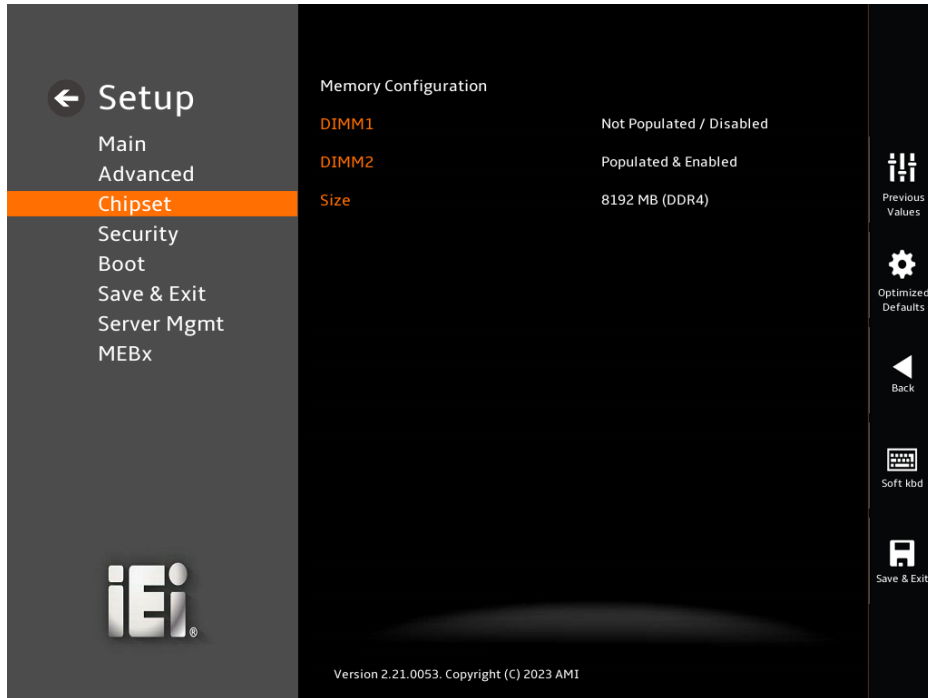 Setup
Main
Advanced
Chipset
Security
Boot
Save & Exit
Server Mgmt
MEBx
iEi®
Memory Configuration
DIMM1 Not Populated / Disabled
DIMM2 Populated & Enabled
Size 8192 MB (DDR4)
Version 2.21.0053. Copyright (C) 2023 AMI
Previous
Values
Optimized
Defaults
Back
Soft kbd
Save & Exit